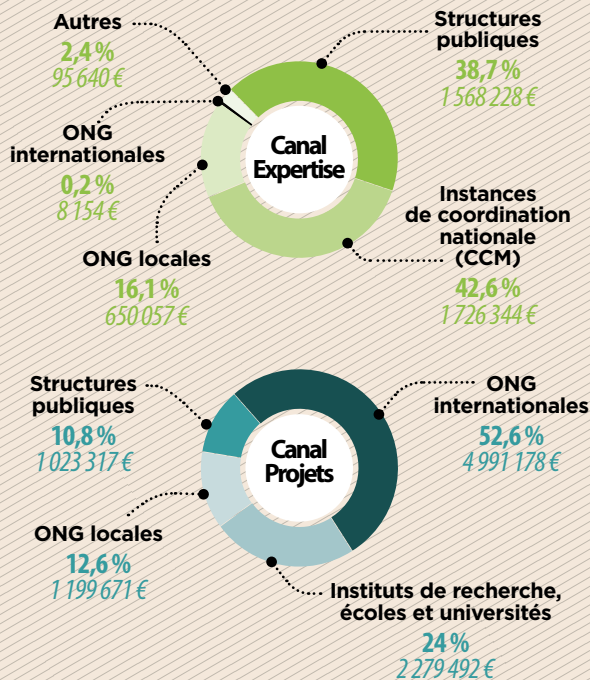 Autres
2,4 %
95 640 €
Structures
publiques
38,7 %
1 568 228 €
ONG
internationales
0,2 %
8 154 €
Canal
Expertise
Instances
de coordination
nationale
(CCM)
42,6 %
1 726 344 €
ONG locales
16,1 %
650 057 €
Structures
publiques
10,8 %
1 023 317 €
ONG
internationales
52,6 %
4 991 178 €
Canal
Projets
ONG locales
12,6 %
1 199 671 €
Instituts de recherche,
écoles et universités
24 %
2 279 492 €